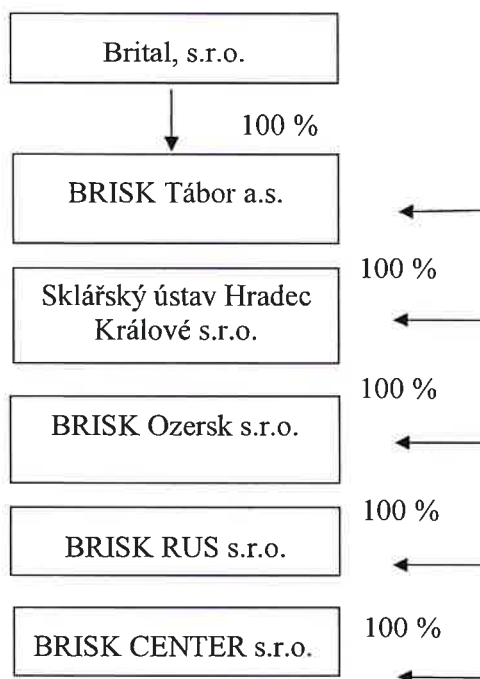 Brital, s.r.o.
100 %
BRISK Tábor a.s.
100 %
Sklářský ústav Hradec
Králové s.r.o.
100 %
BRISK Ozersk s.r.o.
100 %
BRISK RUS s.r.o.
100 %
BRISK CENTER s.r.o.